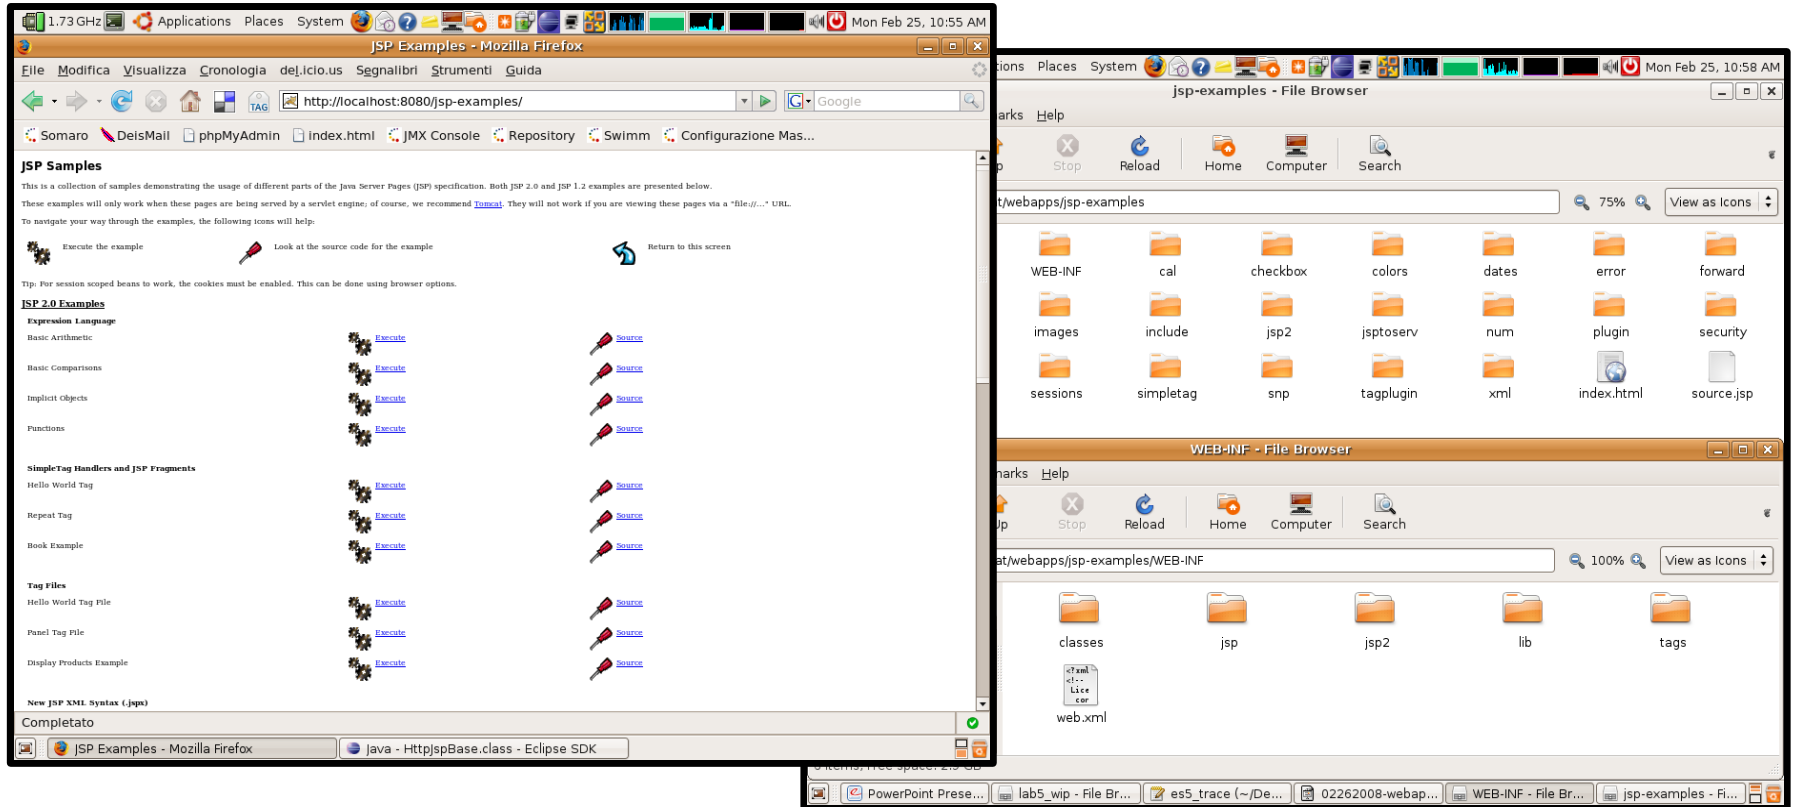 1.73 GHz Applications Places System Mon Feb 25, 10:55 AM
JSP Examples - Mozilla Firefox
File Modifica Visualizza Cronologia del.icio.us Segnalibri Strumenti Guida
TAG http://localhost:8080/jsp-examples/ G Google
Somaro DeisMail phpMyAdmin index.html JMX Console Repository Swimm Configurazione Mas...
JSP Samples
This is a collection of samples demonstrating the usage of different parts of the Java Server Pages (JSP) specification. Both JSP 2.0 and JSP 1.2 examples are presented below.
These examples will only work when these pages are being served by a servlet engine; of course, we recommend Tomcat. They will not work if you are viewing these pages via a "file://..." URL.
To navigate your way through the examples, the following icons will help:
Execute the example Look at the source code for the example Return to this screen
Tip: For session scoped beans to work, the cookies must be enabled. This can be done using browser options.
JSP 2.0 Examples
Expression Language
Basic Arithmetic Execute Source
Basic Comparisons Execute Source
Implicit Objects Execute Source
Functions Execute Source
SimpleTag Handlers and JSP Fragments
Hello World Tag Execute Source
Repeat Tag Execute Source
Book Example Execute Source
Tag Files
Hello World Tag File Execute Source
Panel Tag File Execute Source
Display Products Example Execute Source
New JSP XML Syntax (.jspx)
Completato
JSP Examples - Mozilla Firefox Java - HttpJspBase.class - Eclipse SDK
tions Places System Mon Feb 25, 10:58 AM
jsp-examples - File Browser
arks Help
p Stop Reload Home Computer Search
t/webapps/jsp-examples 75% View as Icons
WEB-INF cal checkbox colors dates error forward
images include jsp2 jsptoserv num plugin security
sessions simpletag snp tagplugin xml index.html source.jsp
WEB-INF - File Browser
narks Help
Up Stop Reload Home Computer Search
at/webapps/jsp-examples/WEB-INF 100% View as Icons
classes jsp jsp2 lib tags
<?xml
<!--
Lice
cor
web.xml
PowerPoint Prese... lab5_wip - File Br... es5_trace (~/De... 02262008-webap... WEB-INF - File Br... jsp-examples - Fi...